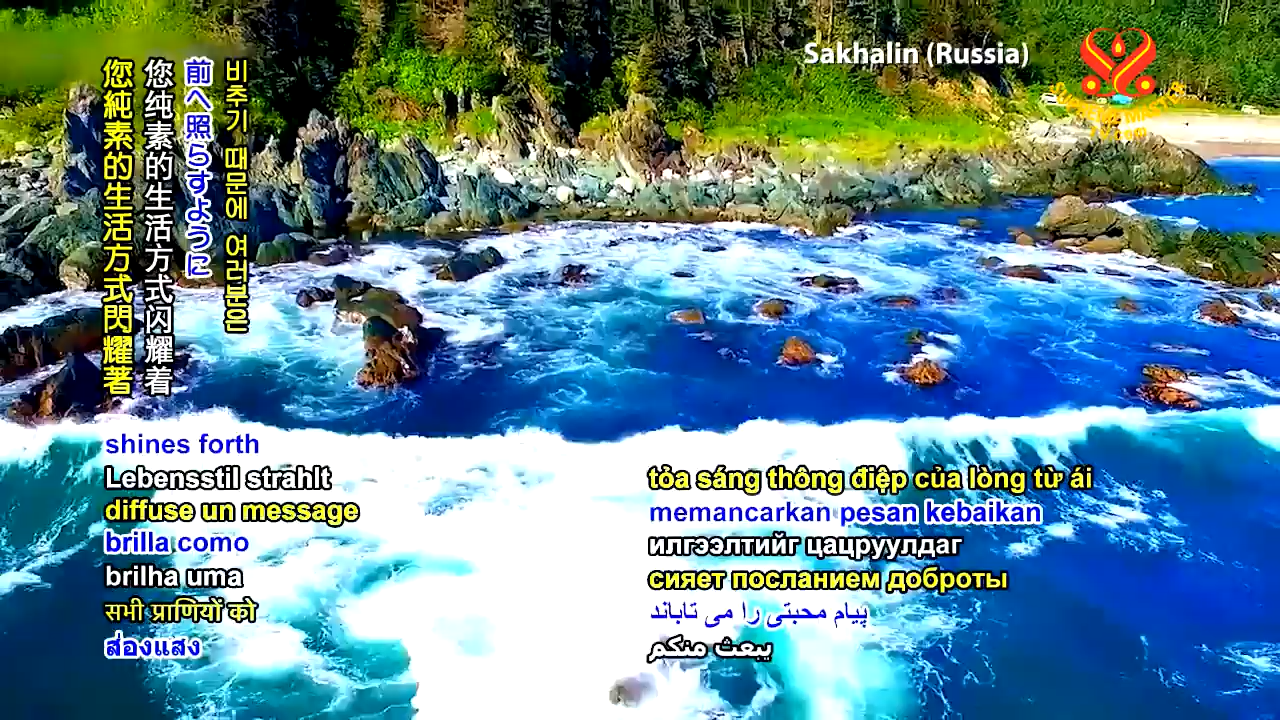 Sakhalin (Russia)
SUPREME MASTER
TV.com
비추기 때문에 여러분은
前へ照らすように
您纯素的生活方式闪耀着
您純素的生活方式閃耀著
shines forth
Lebensstil strahlt
diffuse un message
brilla como
brilha uma
सभी प्राणियों को
ส่องแสง
tỏa sáng thông điệp của lòng từ ái
memancarkan pesan kebaikan
илгээлтийг цацруулдаг
сияет посланием доброты
پیام محبتی را می تاباند
يبعث منكم